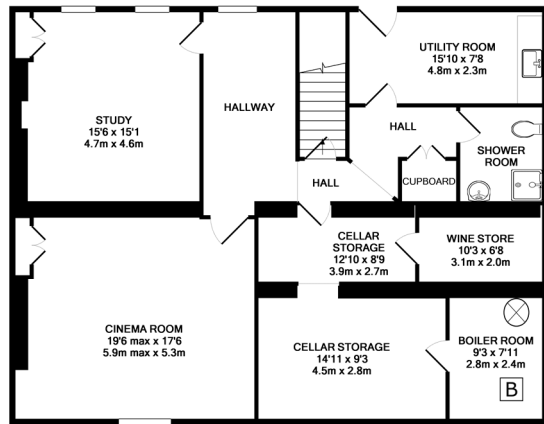 UTILITY ROOM
15'10 x 7'8
4.8m x 2.3m
STUDY
15'6 x 15'1
4.7m x 4.6m
HALLWAY
HALL
SHOWER
ROOM
CUPBOARD
HALL
CELLAR
STORAGE
12'10 x 8'9
3.9m x 2.7m
WINE STORE
10'3 x 6'8
3.1m x 2.0m
CINEMA ROOM
19'6 max x 17'6
5.9m max x 5.3m
CELLAR STORAGE
14'11 x 9'3
4.5m x 2.8m
BOILER ROOM
9'3 x 7'11
2.8m x 2.4m
B